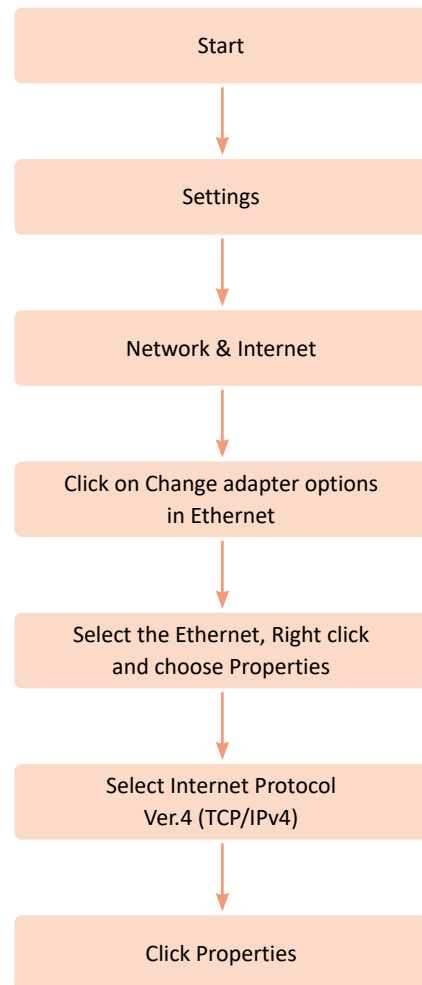 Start
Settings
Network & Internet
Click on Change adapter options
in Ethernet
Select the Ethernet, Right click
and choose Properties
Select Internet Protocol
Ver.4 (TCP/IPv4)
Click Properties